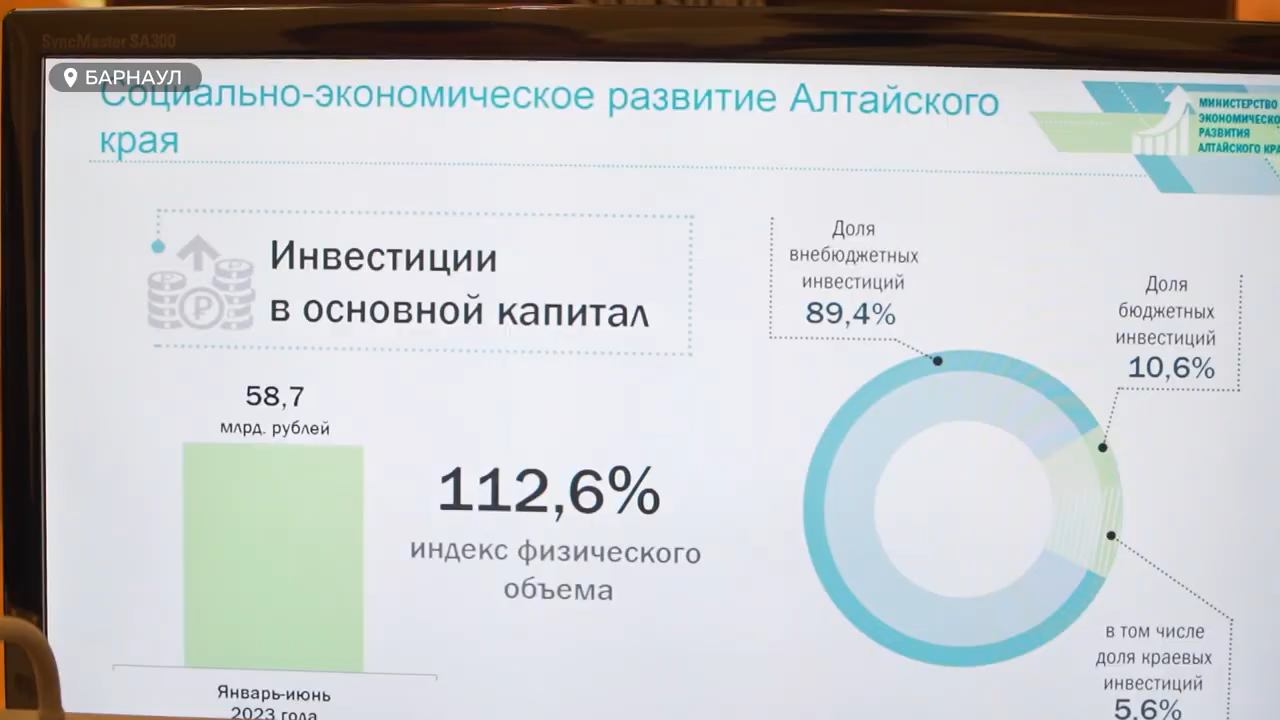 SyncMaster SA300
БАРНАУЛ
Социально-экономическое развитие Алтайского
края
МИНИСТЕРСТВО
РАЗВИТИЯ
АЛТАЙСКОГО
Инвестиции
в основной капитал
58,7
млрд. рублей
112,6%
индекс физического
объема
Январь-июнь
2023 года
Доля
внебюджетных
инвестиций
89,4%
Доля
бюджетных
инвестиций
10,6%
в том числе
доля краевых
инвестиций
5,6%